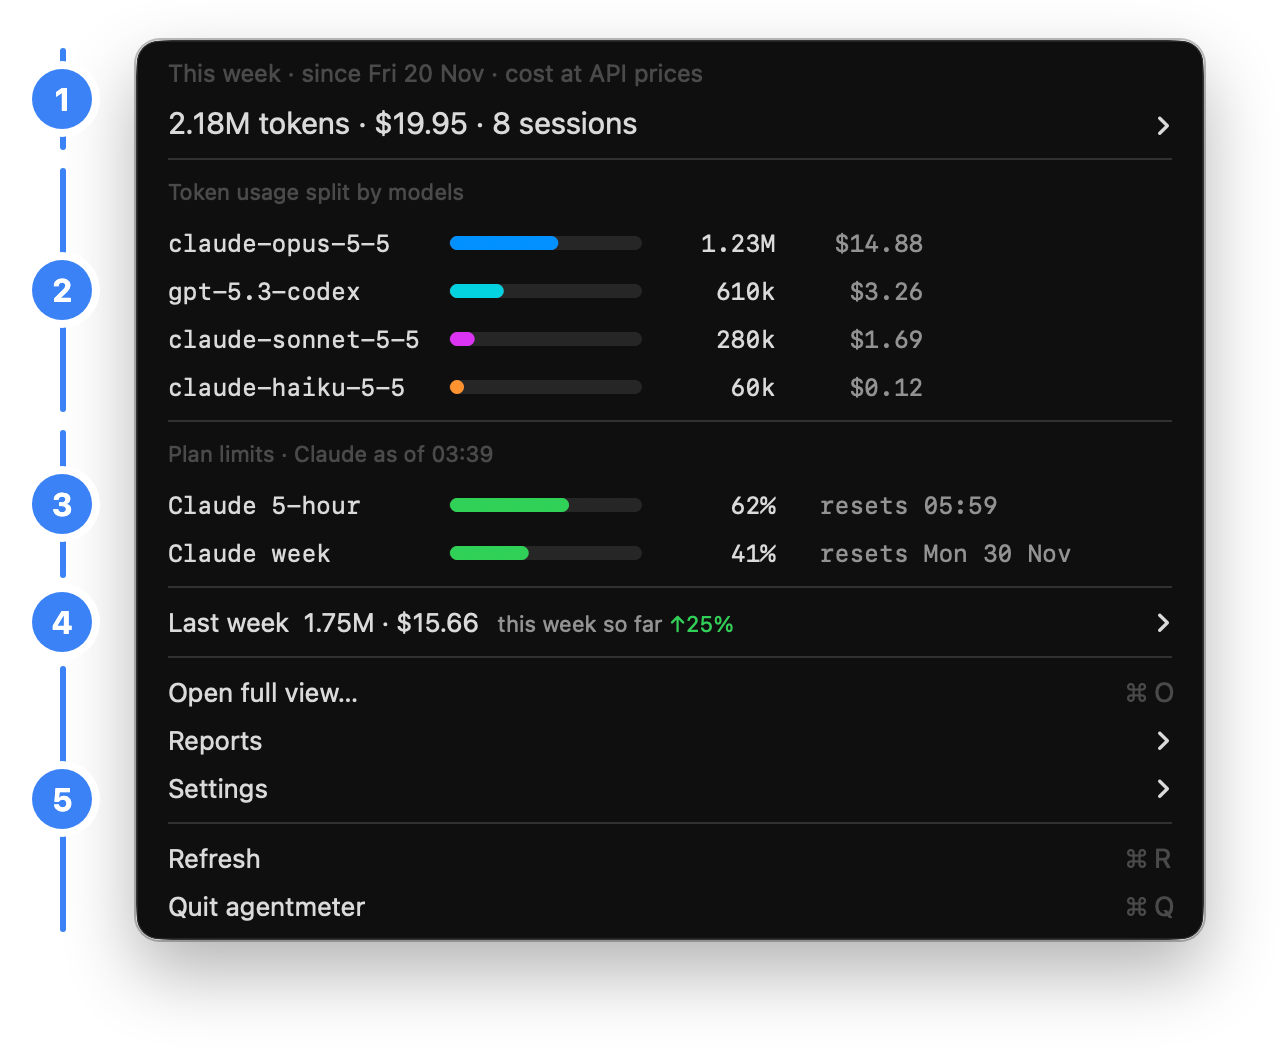 1
This week · since Fri 20 Nov · cost at API prices
2.18M tokens · $19.95 · 8 sessions
2
Token usage split by models
claude-opus-5-5 1.23M $14.88
gpt-5.3-codex 610k $3.26
claude-sonnet-5-5 280k $1.69
claude-haiku-5-5 60k $0.12
3
Plan limits · Claude as of 03:39
Claude 5-hour 62% resets 05:59
Claude week 41% resets Mon 30 Nov
4
Last week 1.75M · $15.66 this week so far ↑25%
5
Open full view... ⌘ O
Reports
Settings
Refresh ⌘ R
Quit agentmeter ⌘ Q